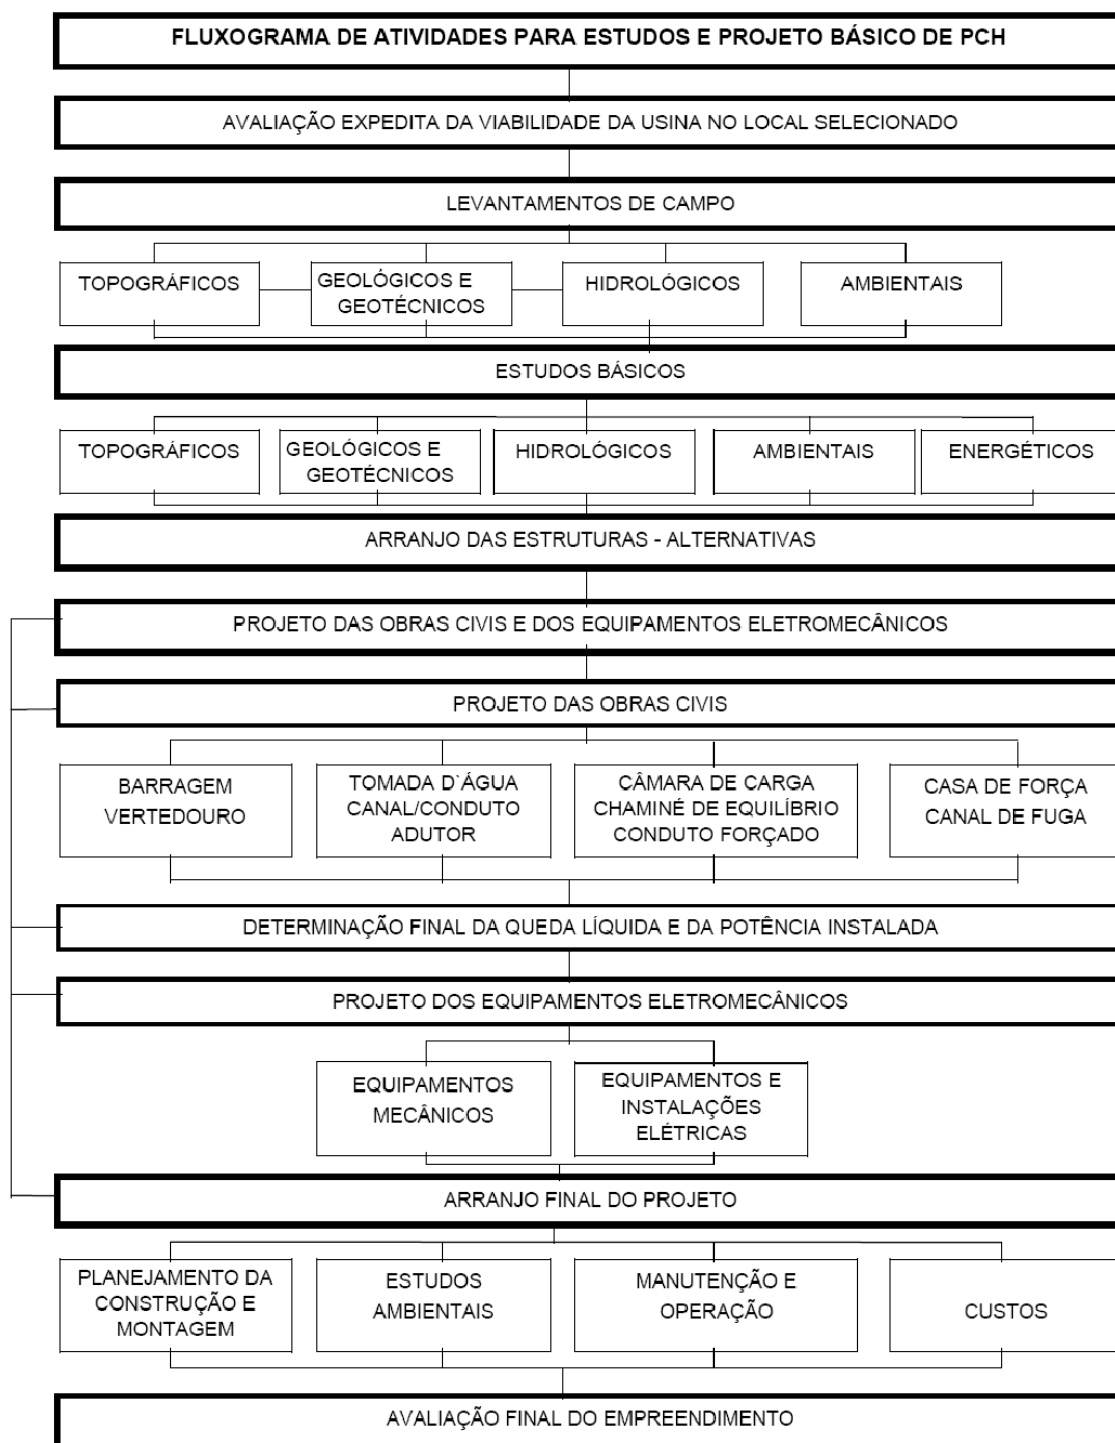 FLUXOGRAMA DE ATIVIDADES PARA ESTUDOS E PROJETO BÁSICO DE PCH
AVALIAÇÃO EXPEDITA DA VIABILIDADE DA USINA NO LOCAL SELECIONADO
LEVANTAMENTOS DE CAMPO
TOPOGRÁFICOS
GEOLÓGICOS E
GEOTÉCNICOS
HIDROLÓGICOS
AMBIENTAIS
ESTUDOS BÁSICOS
TOPOGRÁFICOS
GEOLÓGICOS E
GEOTÉCNICOS
HIDROLÓGICOS
AMBIENTAIS
ENERGÉTICOS
ARRANJO DAS ESTRUTURAS - ALTERNATIVAS
PROJETO DAS OBRAS CIVIS E DOS EQUIPAMENTOS ELETROMECÂNICOS
PROJETO DAS OBRAS CIVIS
BARRAGEM
VERTEDOURO
TOMADA D`ÁGUA
CANAL/CONDUTO
ADUTOR
CÂMARA DE CARGA
CHAMINÉ DE EQUILÍBRIO
CONDUTO FORÇADO
CASA DE FORÇA
CANAL DE FUGA
DETERMINAÇÃO FINAL DA QUEDA LÍQUIDA E DA POTÊNCIA INSTALADA
PROJETO DOS EQUIPAMENTOS ELETROMECÂNICOS
EQUIPAMENTOS
MECÂNICOS
EQUIPAMENTOS E
INSTALAÇÕES
ELÉTRICAS
ARRANJO FINAL DO PROJETO
PLANEJAMENTO DA
CONSTRUÇÃO E
MONTAGEM
ESTUDOS
AMBIENTAIS
MANUTENÇÃO E
OPERAÇÃO
CUSTOS
AVALIAÇÃO FINAL DO EMPREENDIMENTO